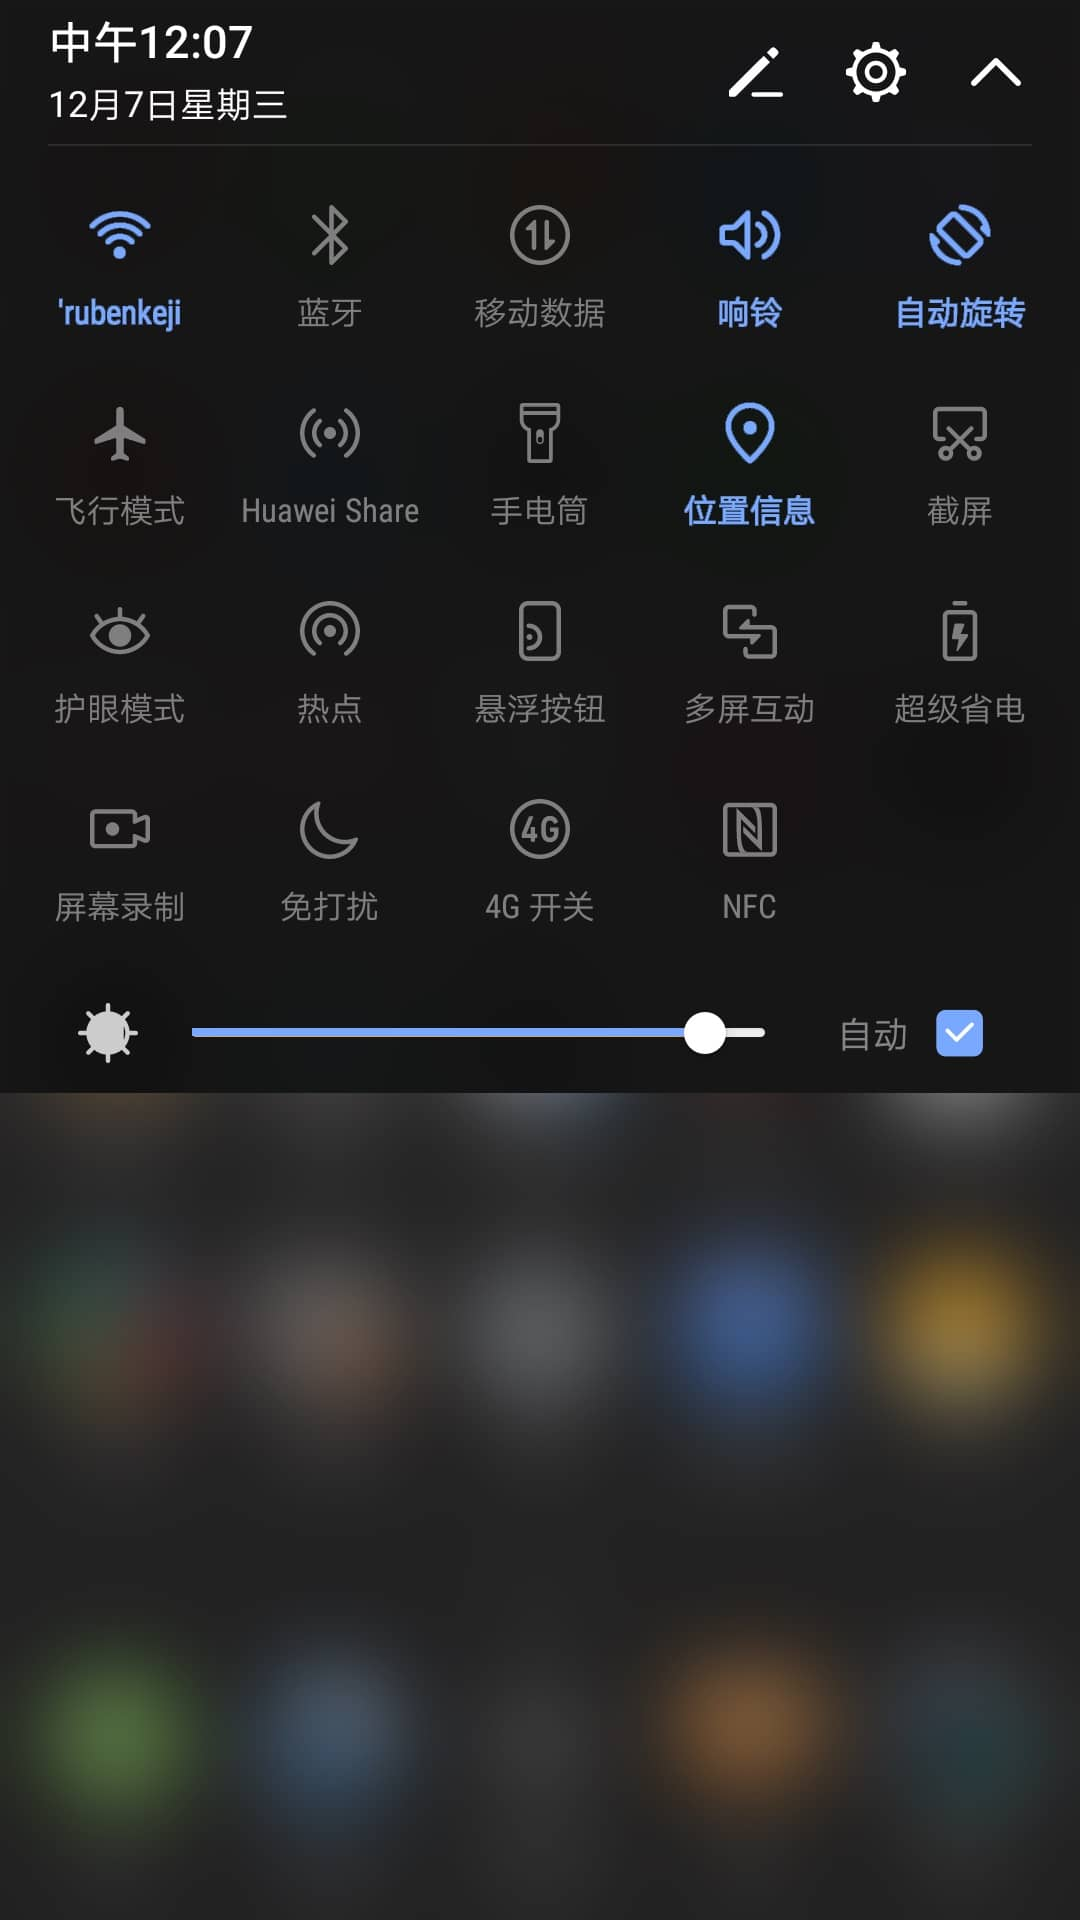 中午12:07
12月7日星期三
'rubenkeji
蓝牙
移动数据
响铃
自动旋转
飞行模式
Huawei Share
手电筒
位置信息
截屏
护眼模式
热点
悬浮按钮
多屏互动
超级省电
屏幕录制
免打扰
4G
4G 开关
NFC
自动